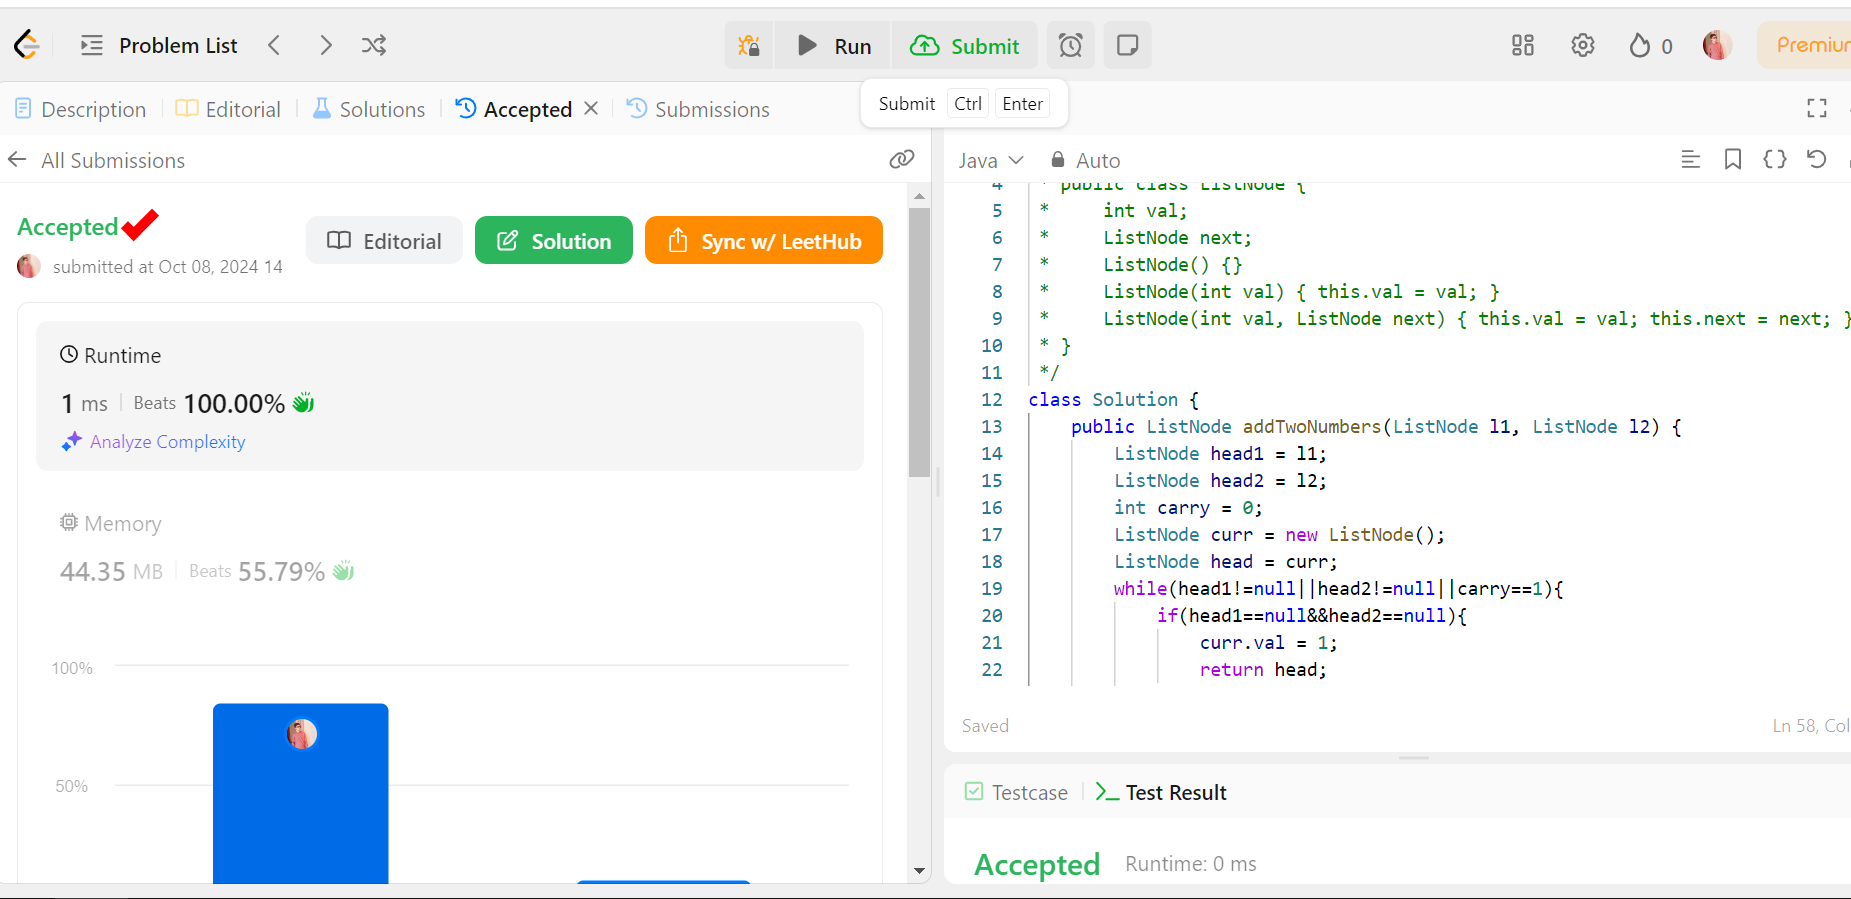 Problem List
Run
Submit
0
Premiu
Description
Editorial
Solutions
Accepted
Submissions
Submit Ctrl Enter
All Submissions
Accepted
submitted at Oct 08, 2024 14
Editorial
Solution
Sync w/ LeetHub
Runtime
1 ms | Beats 100.00%
Analyze Complexity
Memory
44.35 MB | Beats 55.79%
100%
50%
Java
Auto
4 * public class ListNode {
5 *     int val;
6 *     ListNode next;
7 *     ListNode() {}
8 *     ListNode(int val) { this.val = val; }
9 *     ListNode(int val, ListNode next) { this.val = val; this.next = next; }
10 * }
11 */
12 class Solution {
13     public ListNode addTwoNumbers(ListNode l1, ListNode l2) {
14         ListNode head1 = l1;
15         ListNode head2 = l2;
16         int carry = 0;
17         ListNode curr = new ListNode();
18         ListNode head = curr;
19         while(head1!=null||head2!=null||carry==1){
20             if(head1==null&&head2==null){
21                 curr.val = 1;
22                 return head;
Saved
Ln 58, Col
Testcase
Test Result
Accepted
Runtime: 0 ms